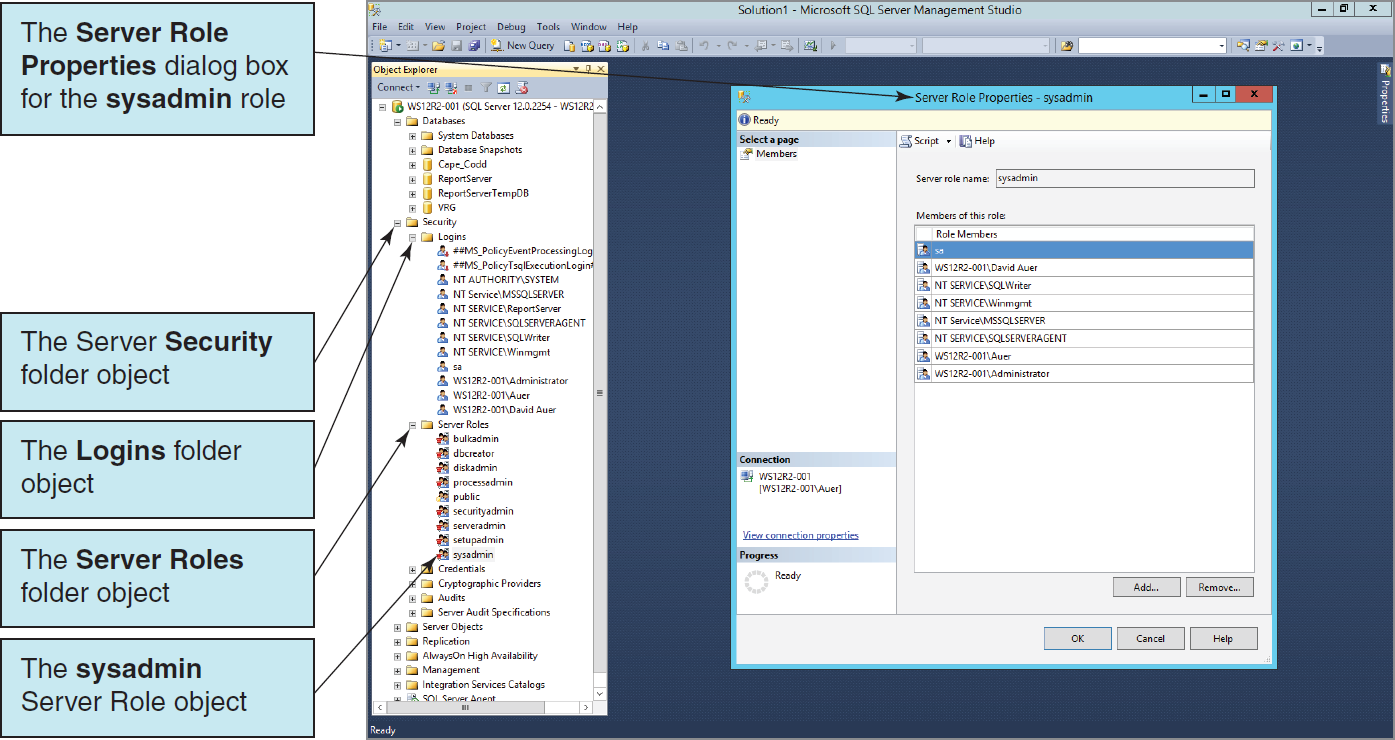 The Server Role
Properties dialog box
for the sysadmin role
The Server Security
folder object
The Logins folder
object
The Server Roles
folder object
The sysadmin
Server Role object
Solution1 - Microsoft SQL Server Management Studio
File Edit View Project Debug Tools Window Help
New Query
Object Explorer
Connect
WS12R2-001 (SQL Server 12.0.2254 - WS12R2
Databases
System Databases
Database Snapshots
Cape_Codd
ReportServer
ReportServerTempDB
VRG
Security
Logins
##MS_PolicyEventProcessingLog
##MS_PolicyTsqlExecutionLogin#
NT AUTHORITY\SYSTEM
NT Service\MSSQLSERVER
NT SERVICE\ReportServer
NT SERVICE\SQLSERVERAGENT
NT SERVICE\SQLWriter
NT SERVICE\Winmgmt
sa
WS12R2-001\Administrator
WS12R2-001\Auer
WS12R2-001\David Auer
Server Roles
bulkadmin
dbcreator
diskadmin
processadmin
public
securityadmin
serveradmin
setupadmin
sysadmin
Credentials
Cryptographic Providers
Audits
Server Audit Specifications
Server Objects
Replication
AlwaysOn High Availability
Management
Integration Services Catalogs
SQL Server Agent
Ready
Server Role Properties - sysadmin
Ready
Select a page
Members
Script Help
Server role name: sysadmin
Members of this role:
Role Members
sa
WS12R2-001\David Auer
NT SERVICE\SQLWriter
NT SERVICE\Winmgmt
NT Service\MSSQLSERVER
NT SERVICE\SQLSERVERAGENT
WS12R2-001\Auer
WS12R2-001\Administrator
Connection
WS12R2-001
[WS12R2-001\Auer]
View connection properties
Progress
Ready
Add... Remove...
OK Cancel Help
Properties